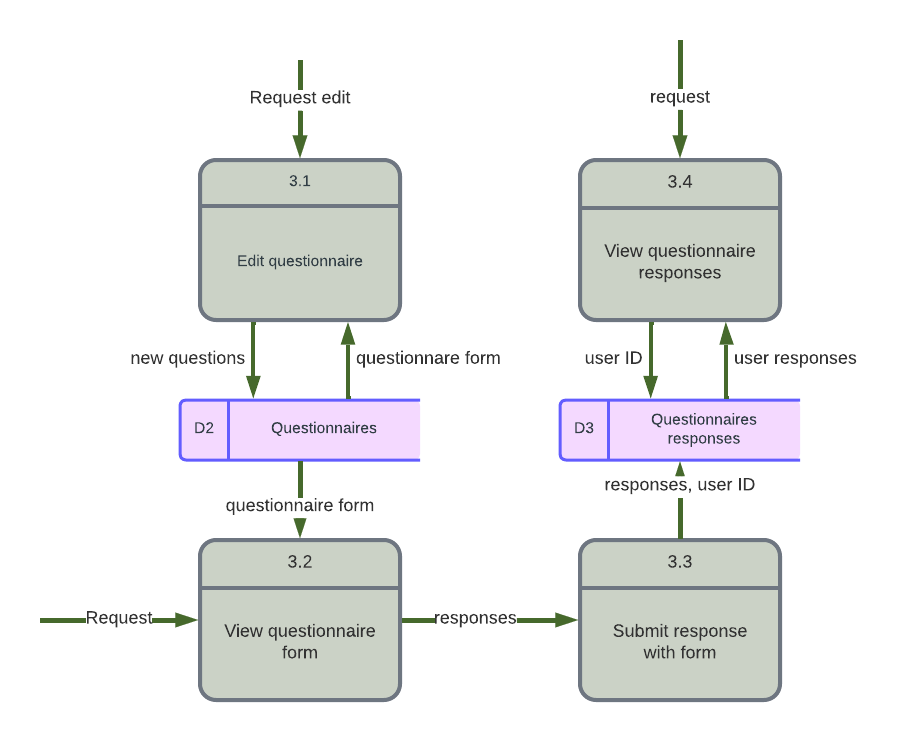 Request edit
request
3.1
Edit questionnaire
3.4
View questionnaire
responses
new questions
questionnare form
user ID
user responses
D2
Questionnaires
D3
Questionnaires
responses
questionnaire form
responses, user ID
3.2
View questionnaire
form
3.3
Submit response
with form
Request
responses